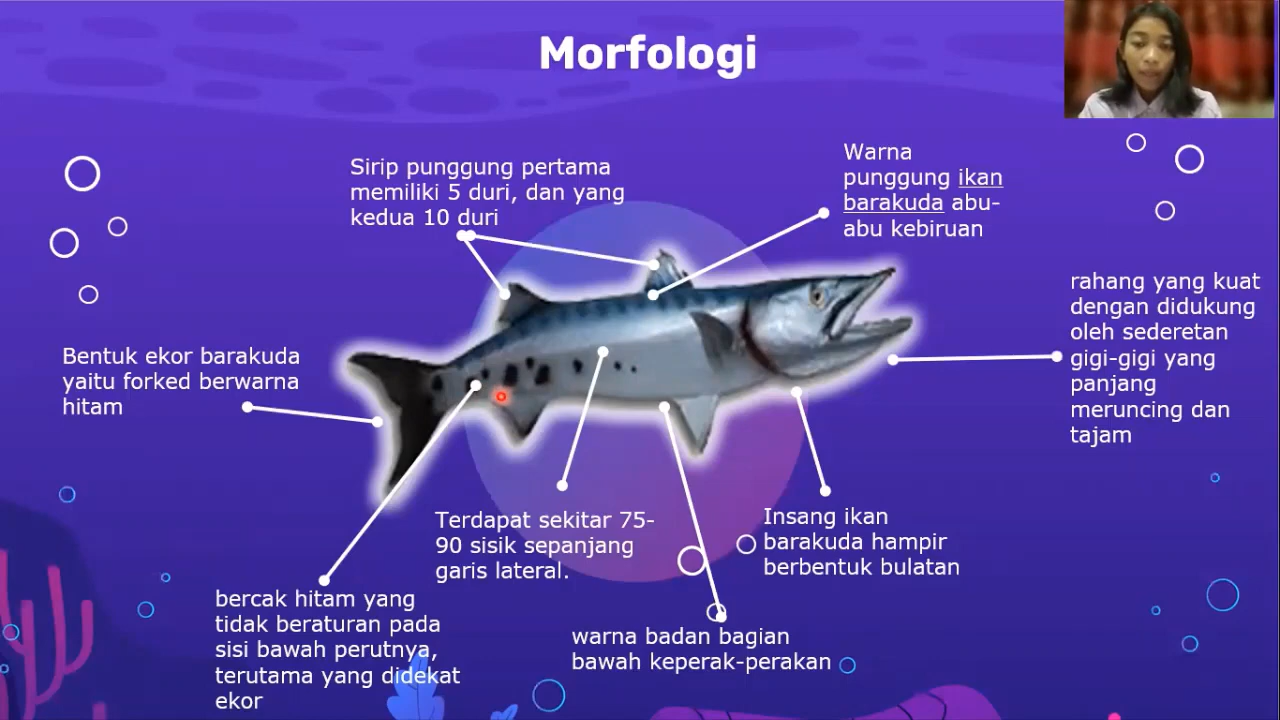 Morfologi
Sirip punggung pertama
memiliki 5 duri, dan yang
kedua 10 duri
Warna
punggung ikan
barakuda abu-
abu kebiruan
rahang yang kuat
dengan didukung
oleh sederetan
gigi-gigi yang
panjang
meruncing dan
tajam
Bentuk ekor barakuda
yaitu forked berwarna
hitam
Terdapat sekitar 75-
90 sisik sepanjang
garis lateral.
Insang ikan
barakuda hampir
berbentuk bulatan
bercak hitam yang
tidak beraturan pada
sisi bawah perutnya,
terutama yang didekat
ekor
warna badan bagian
bawah keperak-perakan